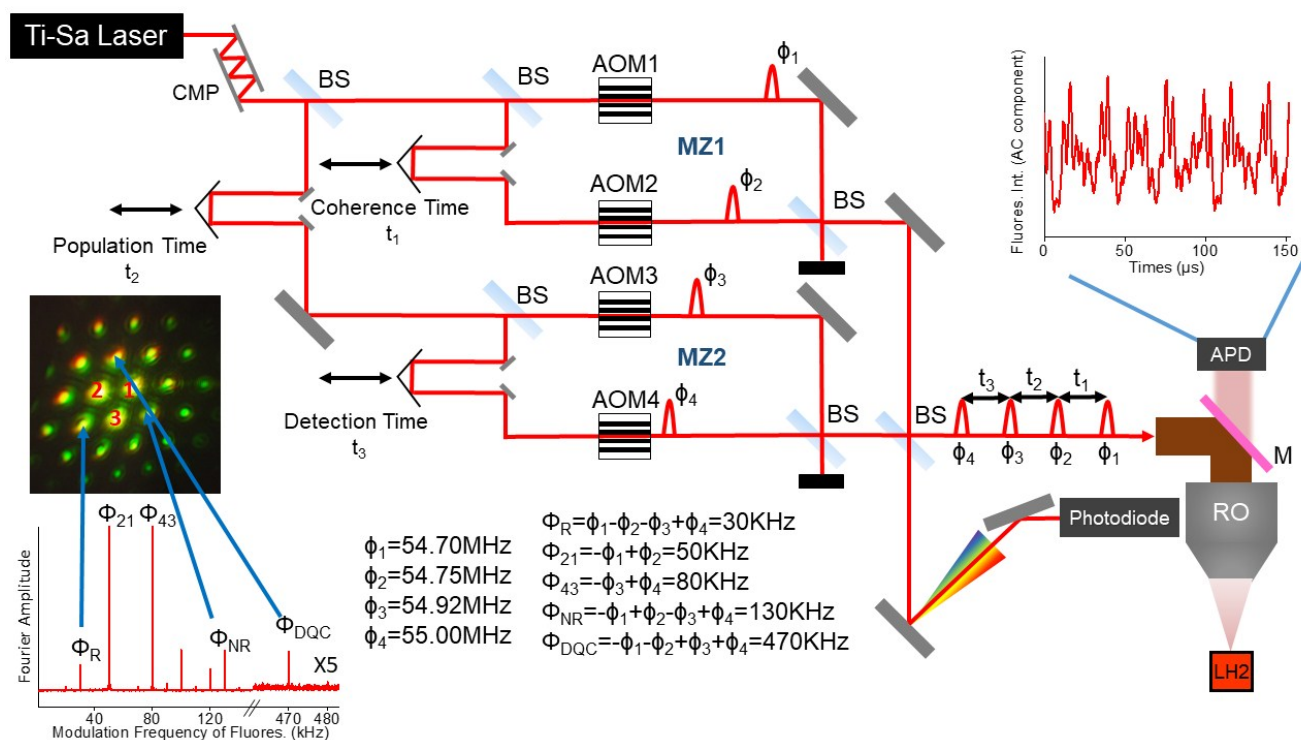 Ti-Sa Laser
CMP
BS
BS
AOM1
ϕ1
MZ1
Coherence Time
t1
AOM2
ϕ2
BS
Population Time
t2
AOM3
ϕ3
BS
MZ2
Detection Time
t3
AOM4
ϕ4
BS
BS
t3
t2
t1
ϕ4
ϕ3
ϕ2
ϕ1
Fluores. Int. (AC component)
0
50
100
150
Times (µs)
APD
M
RO
LH2
Photodiode
2
1
3
Φ21
Φ43
ΦR
ΦNR
ΦDQC
X5
Fourier Amplitude
40
80
120
470
480
Modulation Frequency of Fluores. (kHz)
ϕ1=54.70MHz
ϕ2=54.75MHz
ϕ3=54.92MHz
ϕ4=55.00MHz
ΦR=ϕ1-ϕ2-ϕ3+ϕ4=30KHz
Φ21=-ϕ1+ϕ2=50KHz
Φ43=-ϕ3+ϕ4=80KHz
ΦNR=-ϕ1+ϕ2-ϕ3+ϕ4=130KHz
ΦDQC=-ϕ1-ϕ2+ϕ3+ϕ4=470KHz